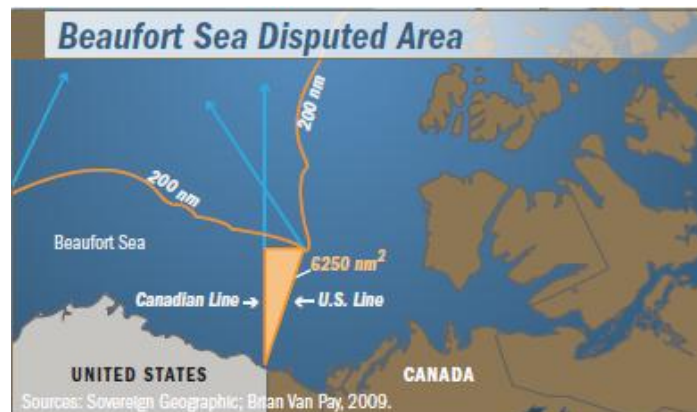 Beaufort Sea Disputed Area
200 nm
200 nm
Beaufort Sea
6250 nm²
Canadian Line →
← U.S. Line
UNITED STATES
CANADA
Sources: Sovereign Geographic; Brian Van Pay, 2009.